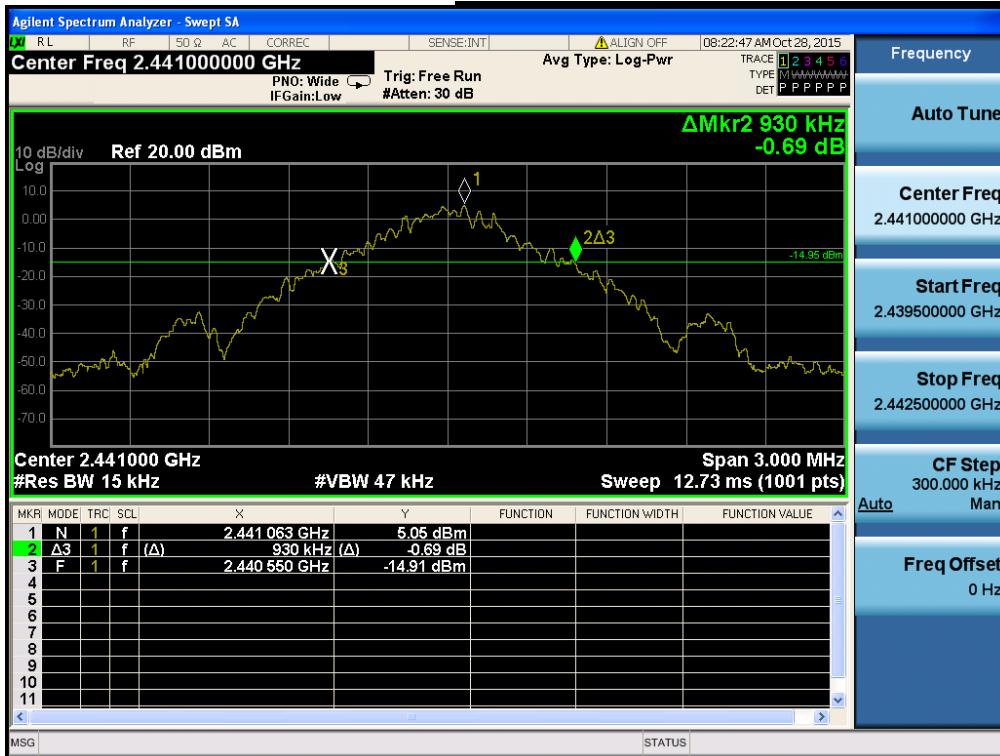 Agilent Spectrum Analyzer - Swept SA
LXI RL RF 50 Ω AC CORREC SENSE:INT ALIGN OFF 08:22:47 AM Oct 28, 2015
Center Freq 2.441000000 GHz Avg Type: Log-Pwr TRACE 1 2 3 4 5 6
PNO: Wide Trig: Free Run TYPE M
IFGain:Low #Atten: 30 dB DET P P P P P P
ΔMkr2 930 kHz
-0.69 dB
10 dB/div Ref 20.00 dBm
Log
10.0
0.00
-10.0
-20.0
-30.0
-40.0
-50.0
-60.0
-70.0
1
2Δ3
3
-14.95 dBm
Center 2.441000 GHz Span 3.000 MHz
#Res BW 15 kHz #VBW 47 kHz Sweep 12.73 ms (1001 pts)
MKR MODE TRC SCL X Y FUNCTION FUNCTION WIDTH FUNCTION VALUE
1 N 1 f 2.441 063 GHz 5.05 dBm
2 Δ3 1 f (Δ) 930 kHz (Δ) -0.69 dB
3 F 1 f 2.440 550 GHz -14.91 dBm
4
5
6
7
8
9
10
11
MSG STATUS
Frequency
Auto Tune
Center Freq
2.441000000 GHz
Start Freq
2.439500000 GHz
Stop Freq
2.442500000 GHz
CF Step
300.000 kHz
Auto Man
Freq Offset
0 Hz